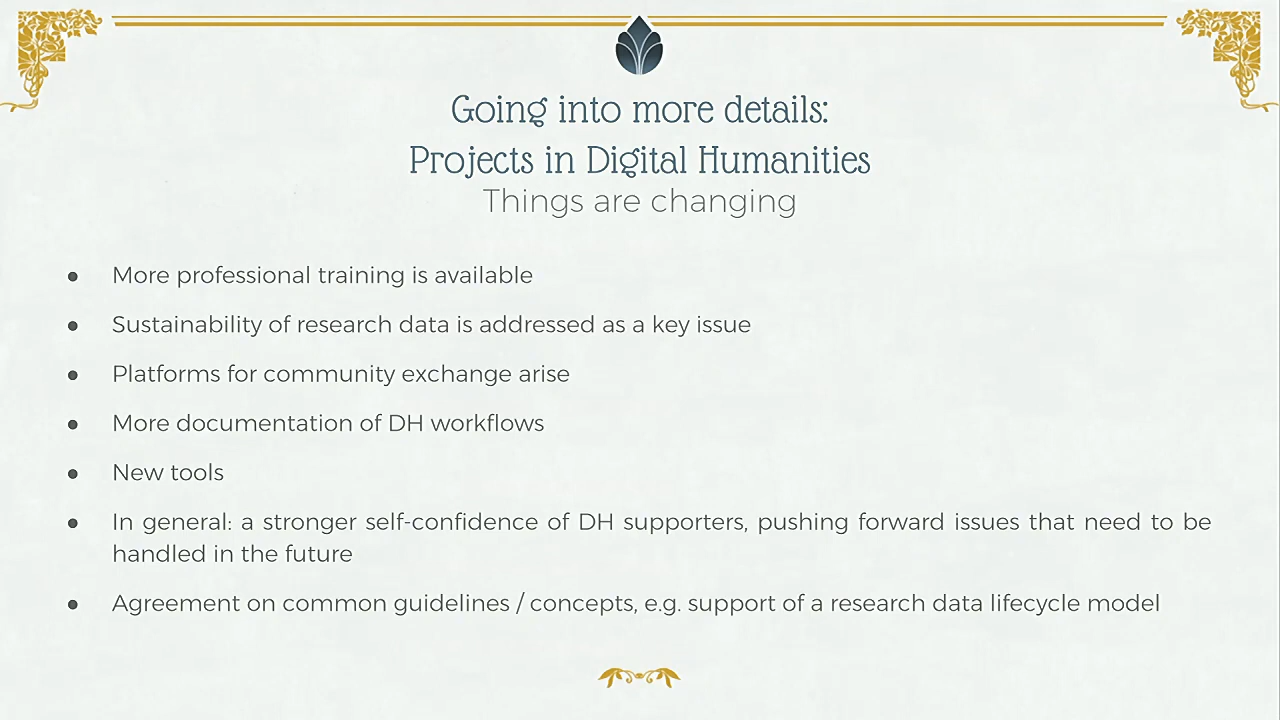 Going into more details:
Projects in Digital Humanities
Things are changing
● More professional training is available
● Sustainability of research data is addressed as a key issue
● Platforms for community exchange arise
● More documentation of DH workflows
● New tools
● In general: a stronger self-confidence of DH supporters, pushing forward issues that need to be
handled in the future
● Agreement on common guidelines / concepts, e.g. support of a research data lifecycle model